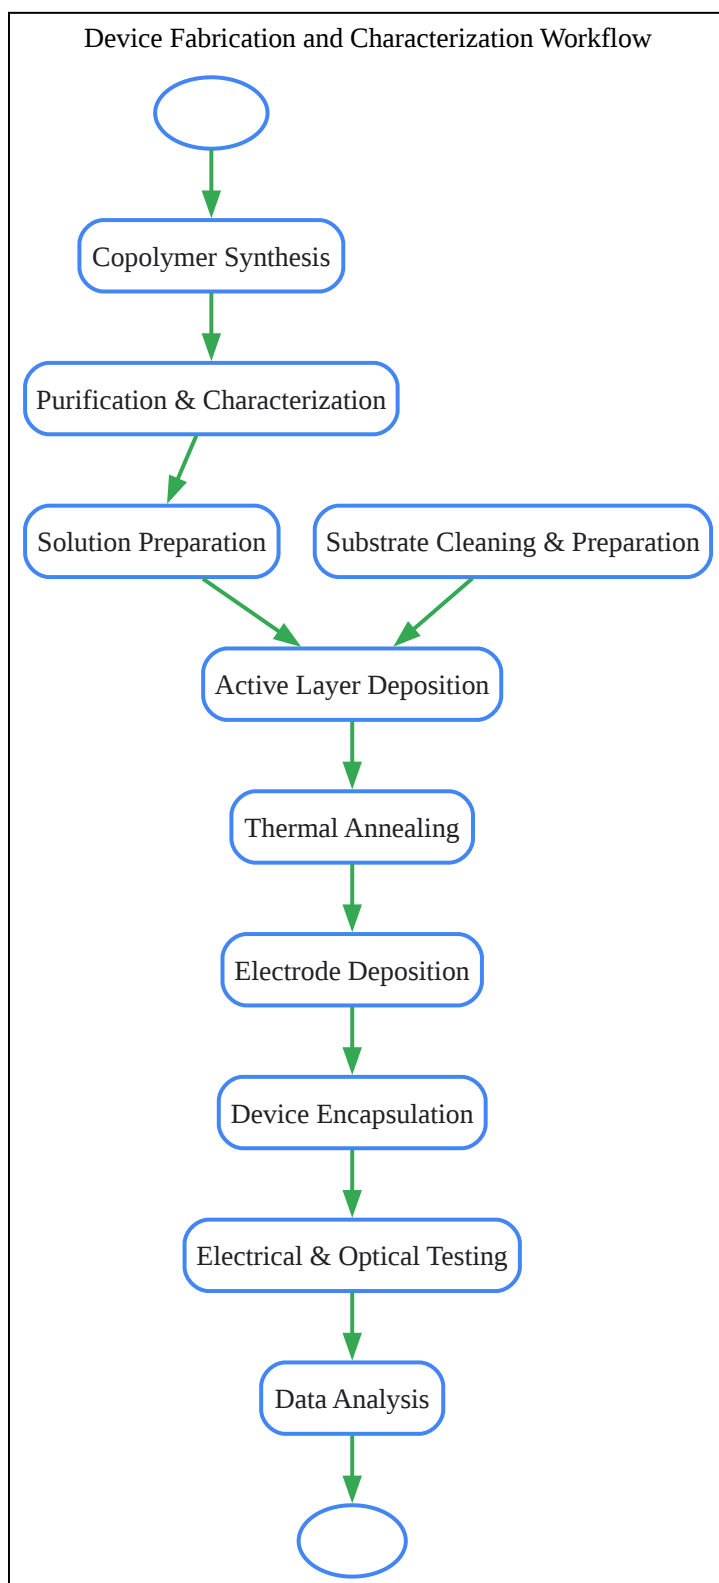 Device Fabrication and Characterization Workflow
Copolymer Synthesis
Purification & Characterization
Solution Preparation
Substrate Cleaning & Preparation
Active Layer Deposition
Thermal Annealing
Electrode Deposition
Device Encapsulation
Electrical & Optical Testing
Data Analysis